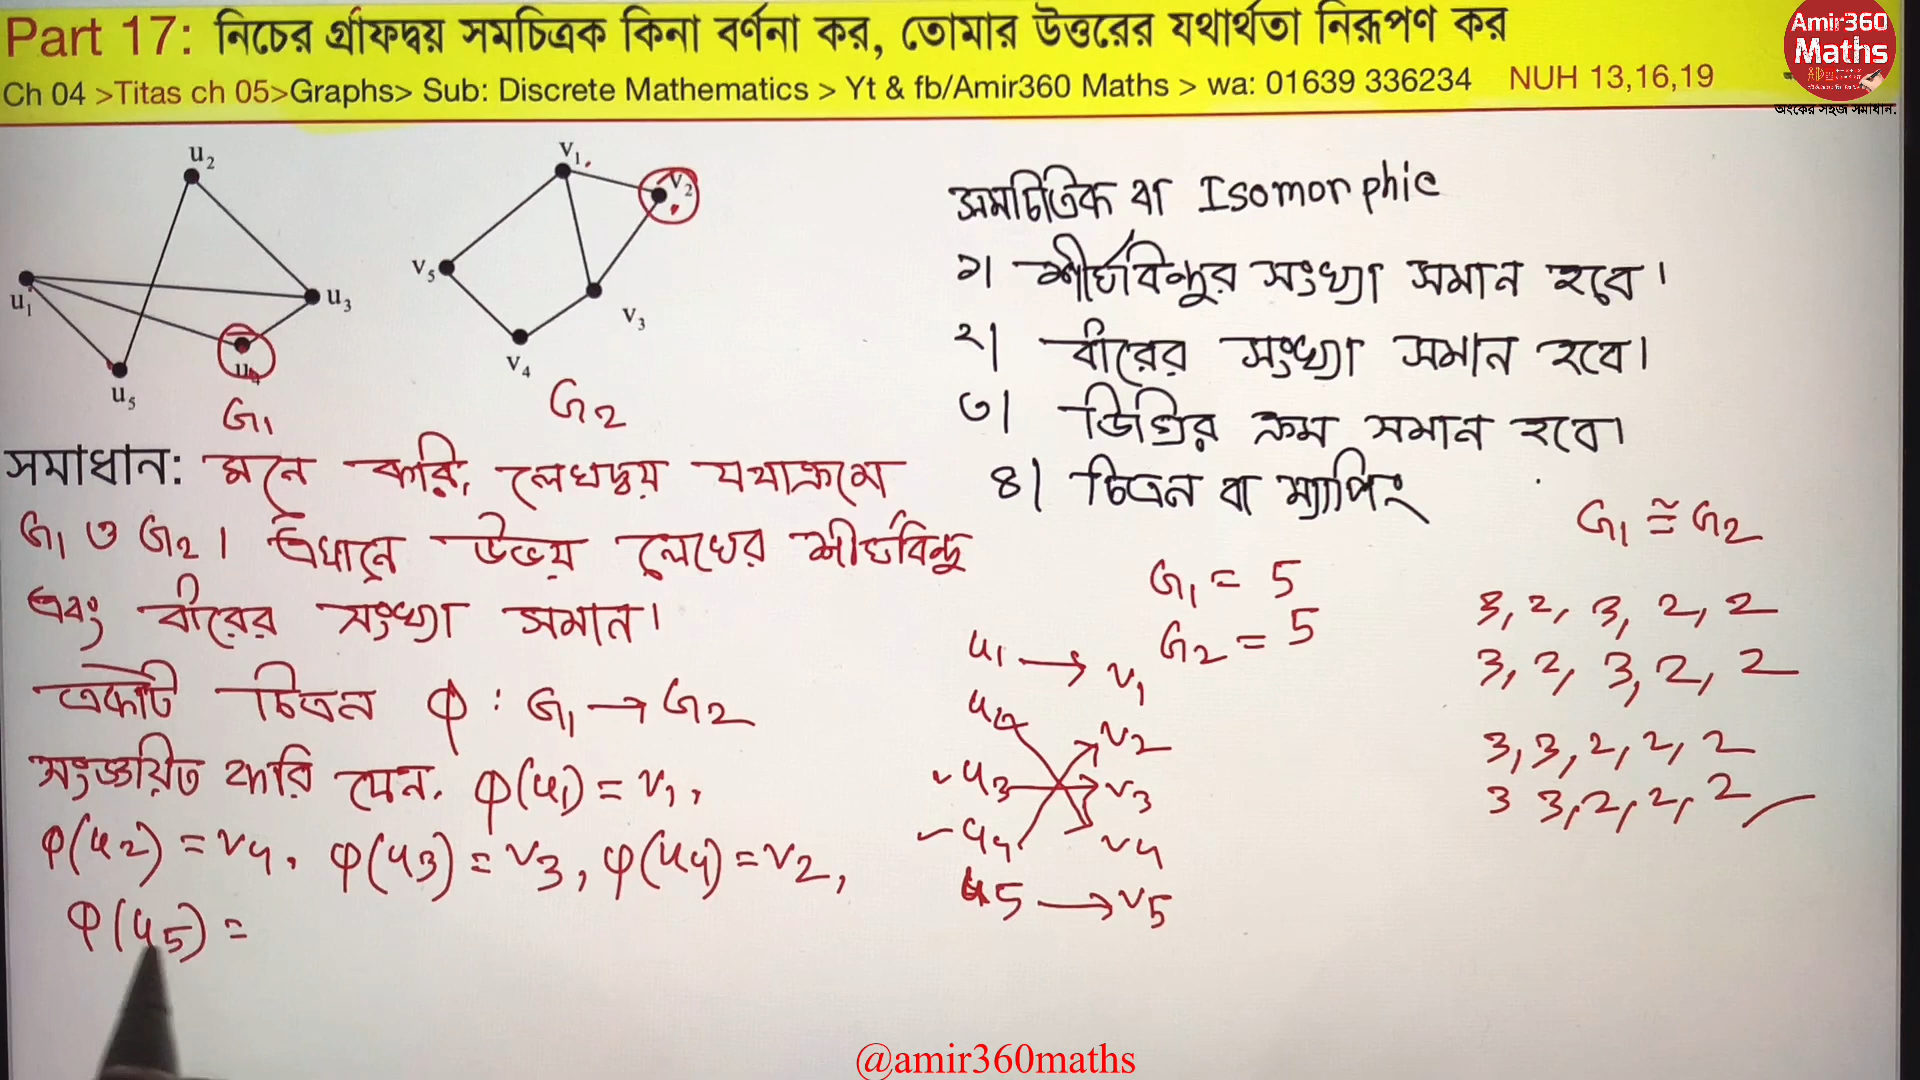 Part 17: নিচের গ্রাফদ্বয় সমচিত্রক কিনা বর্ণনা কর, তোমার উত্তরের যথার্থতা নিরূপণ কর
Ch 04 >Titas ch 05>Graphs> Sub: Discrete Mathematics > Yt & fb/Amir360 Maths > wa: 01639 336234 NUH 13,16,19
Amir360
Maths
অংকের সহজ সমাধান.
u₂
u₁
u₃
u₄
u₅
G₁
v₁
v₂
v₅
v₃
v₄
G₂
সমাধান: মনে করি, লেখদ্বয় যথাক্রমে
G₁ ও G₂। এখানে উভয় লেখের শীর্ষবিন্দু
এবং বাঁরের সংখ্যা সমান।
একটি চিত্রন φ : G₁ → G₂
সংজ্ঞায়িত করি যেন, φ(u₁) = v₁,
φ(u₂) = v₄, φ(u₃) = v₃, φ(u₄) = v₂,
φ(u₅) =
সমচিত্রিক বা Isomorphic
১। শীর্ষবিন্দুর সংখ্যা সমান হবে।
২। বাঁরের সংখ্যা সমান হবে।
৩। ডিগ্রির ক্রম সমান হবে।
৪। চিত্রন বা ম্যাপিং
G₁ ≅ G₂
G₁ = 5
G₂ = 5
u₁ → v₁
u₂ v₂
u₃ v₃
u₄ v₄
u₅ → v₅
3, 2, 3, 2, 2
3, 2, 3, 2, 2
3, 3, 2, 2, 2
3 3, 2, 2, 2
@amir360maths